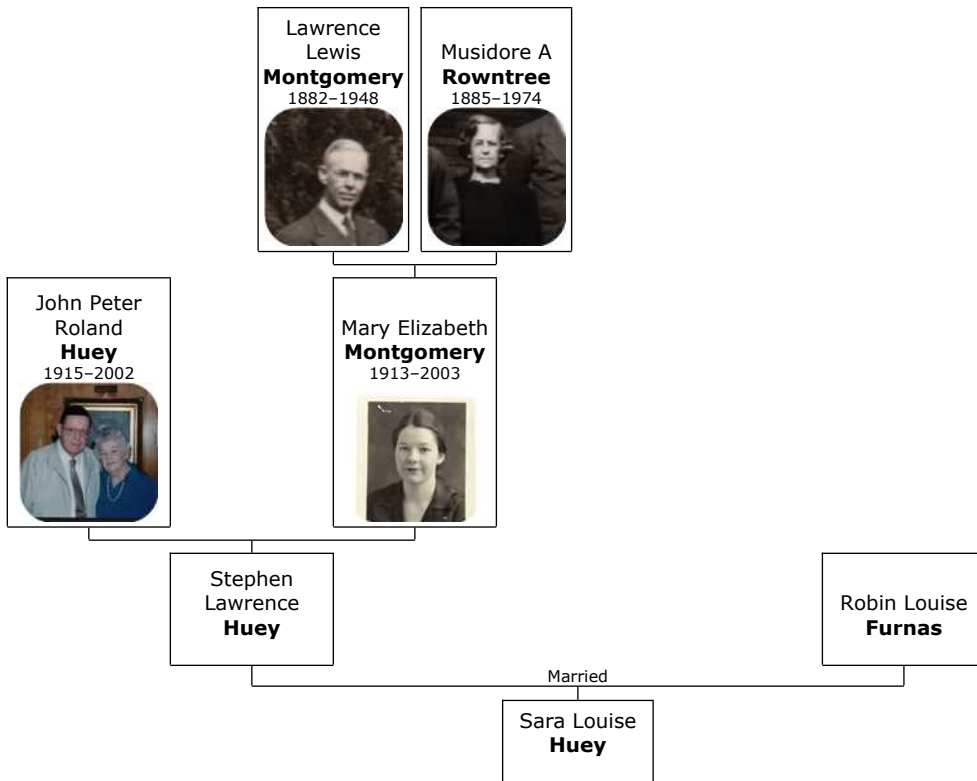 Lawrence
Lewis
Montgomery
1882–1948
Musidore A
Rowntree
1885–1974
John Peter
Roland
Huey
1915–2002
Mary Elizabeth
Montgomery
1913–2003
Stephen
Lawrence
Huey
Robin Louise
Furnas
Married
Sara Louise
Huey